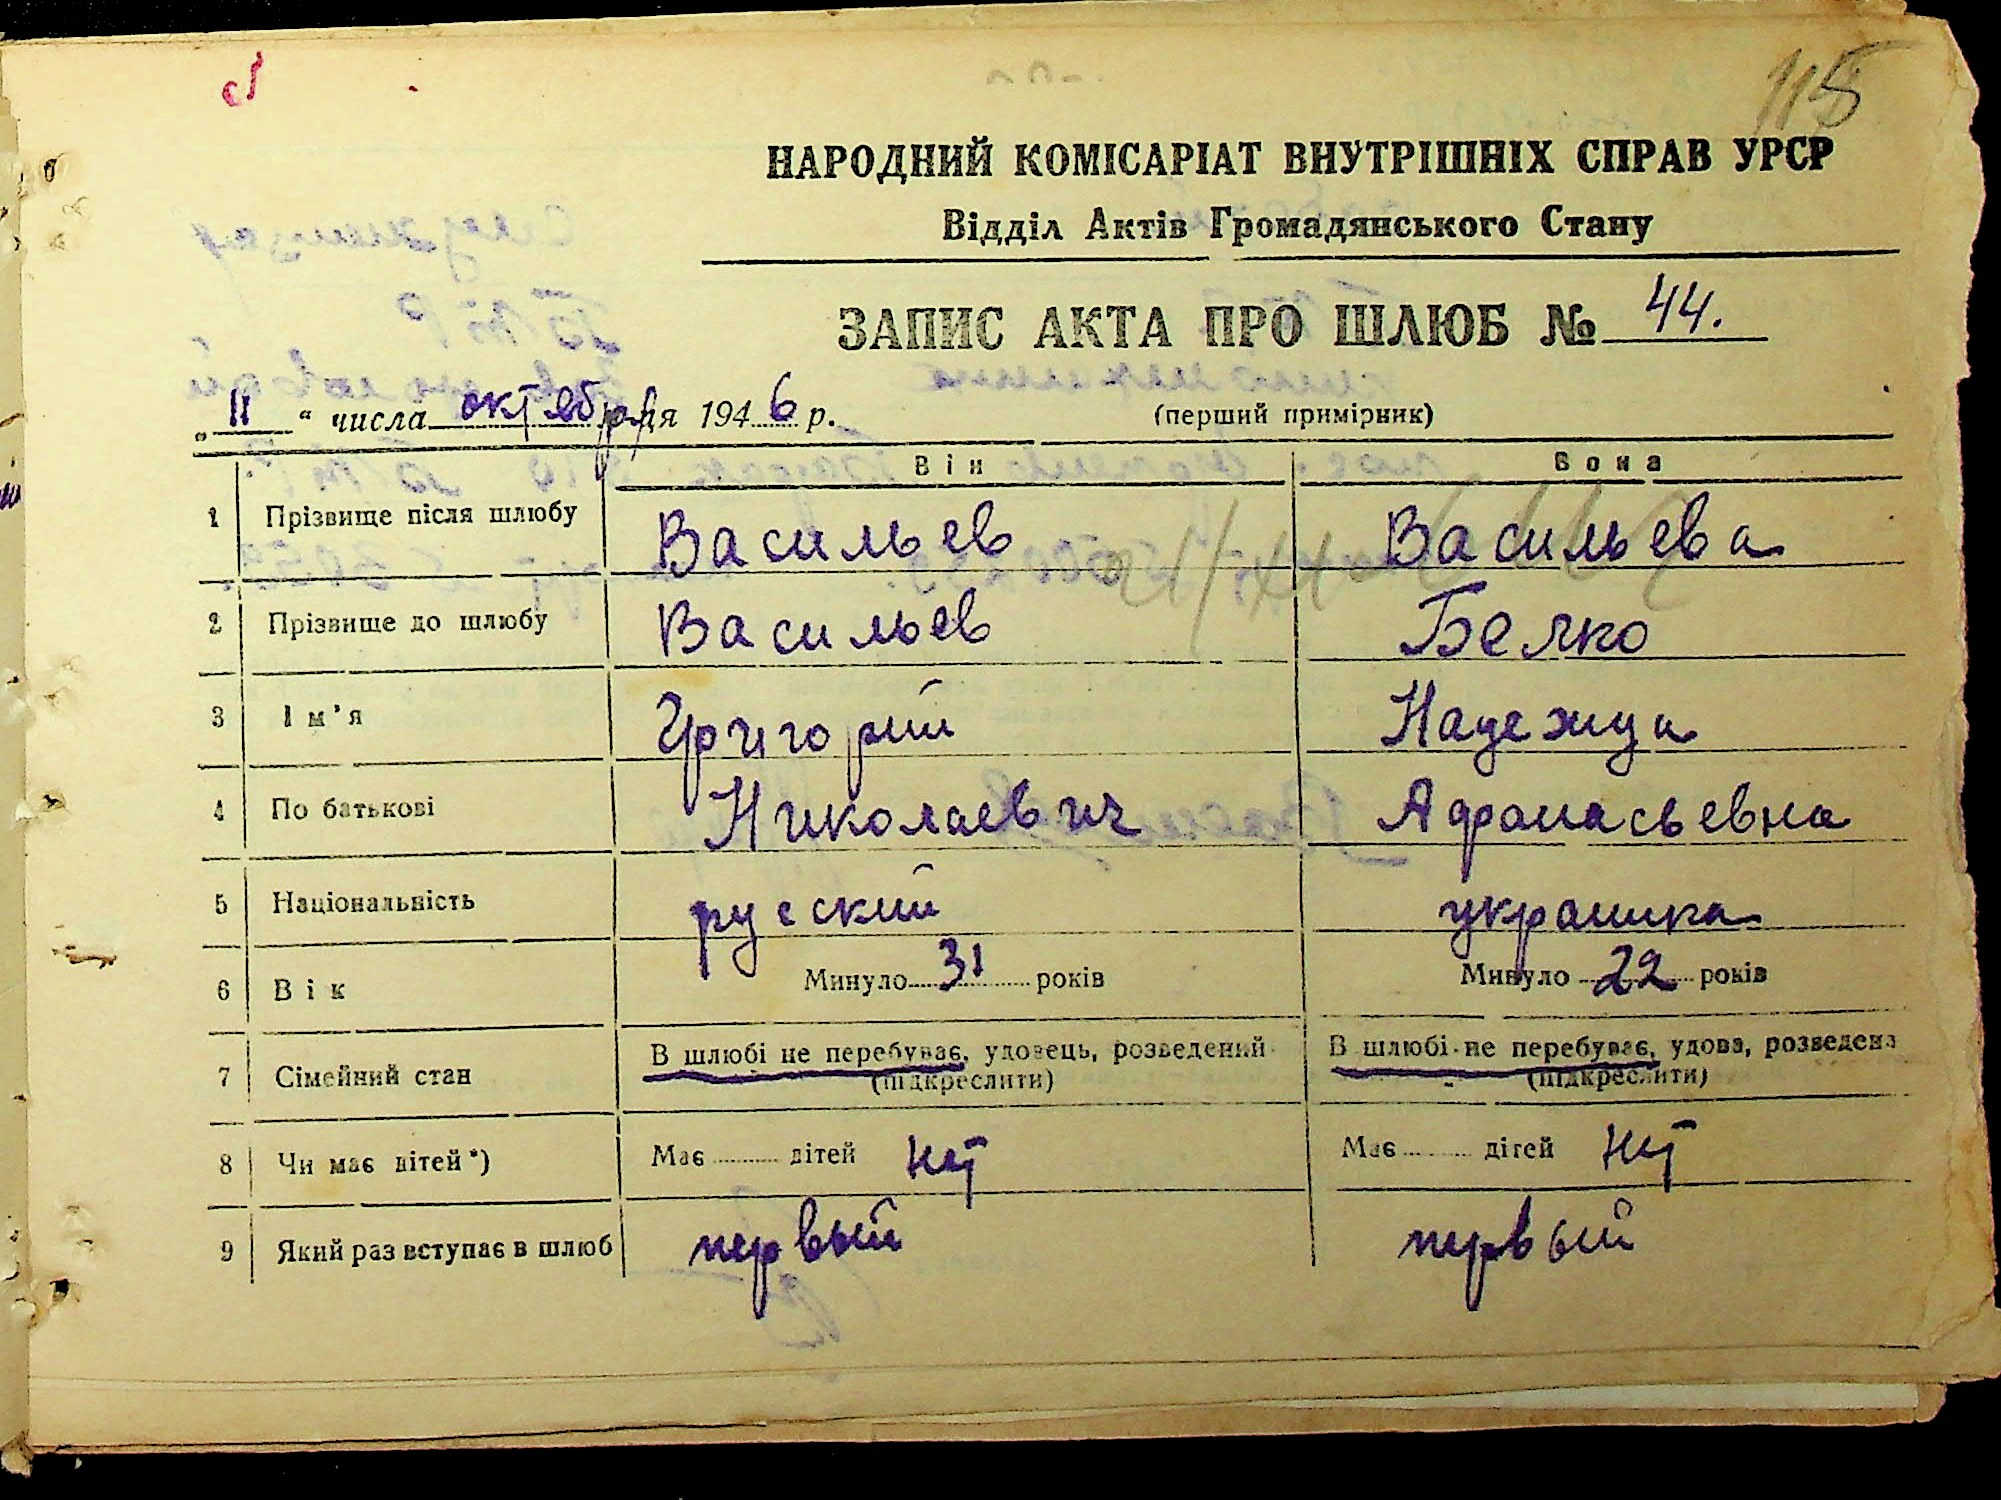 115
НАРОДНИЙ КОМІСАРІАТ ВНУТРІШНІХ СПРАВ УРСР
Відділ Актів Громадянського Стану
ЗАПИС АКТА ПРО ШЛЮБ № 44.
„ 11 “ числа октября ця 1946 р. (перший примірник)
Він Вона
1 Прізвище після шлюбу Васильев Васильева
2 Прізвище до шлюбу Васильев Белко
3 Ім’я Григорий Надежда
4 По батькові Николаевич Афанасьевна
5 Національність русский украинка
6 Вік Минуло 31 років Минуло 22 років
7 Сімейний стан В шлюбі не перебуває, удовець, розведений В шлюбі не перебуває, удова, розведена
(підкреслити) (підкреслити)
8 Чи має дітей*) Має ...... дітей нет Має ...... дітей нет
9 Який раз вступає в шлюб первый первый